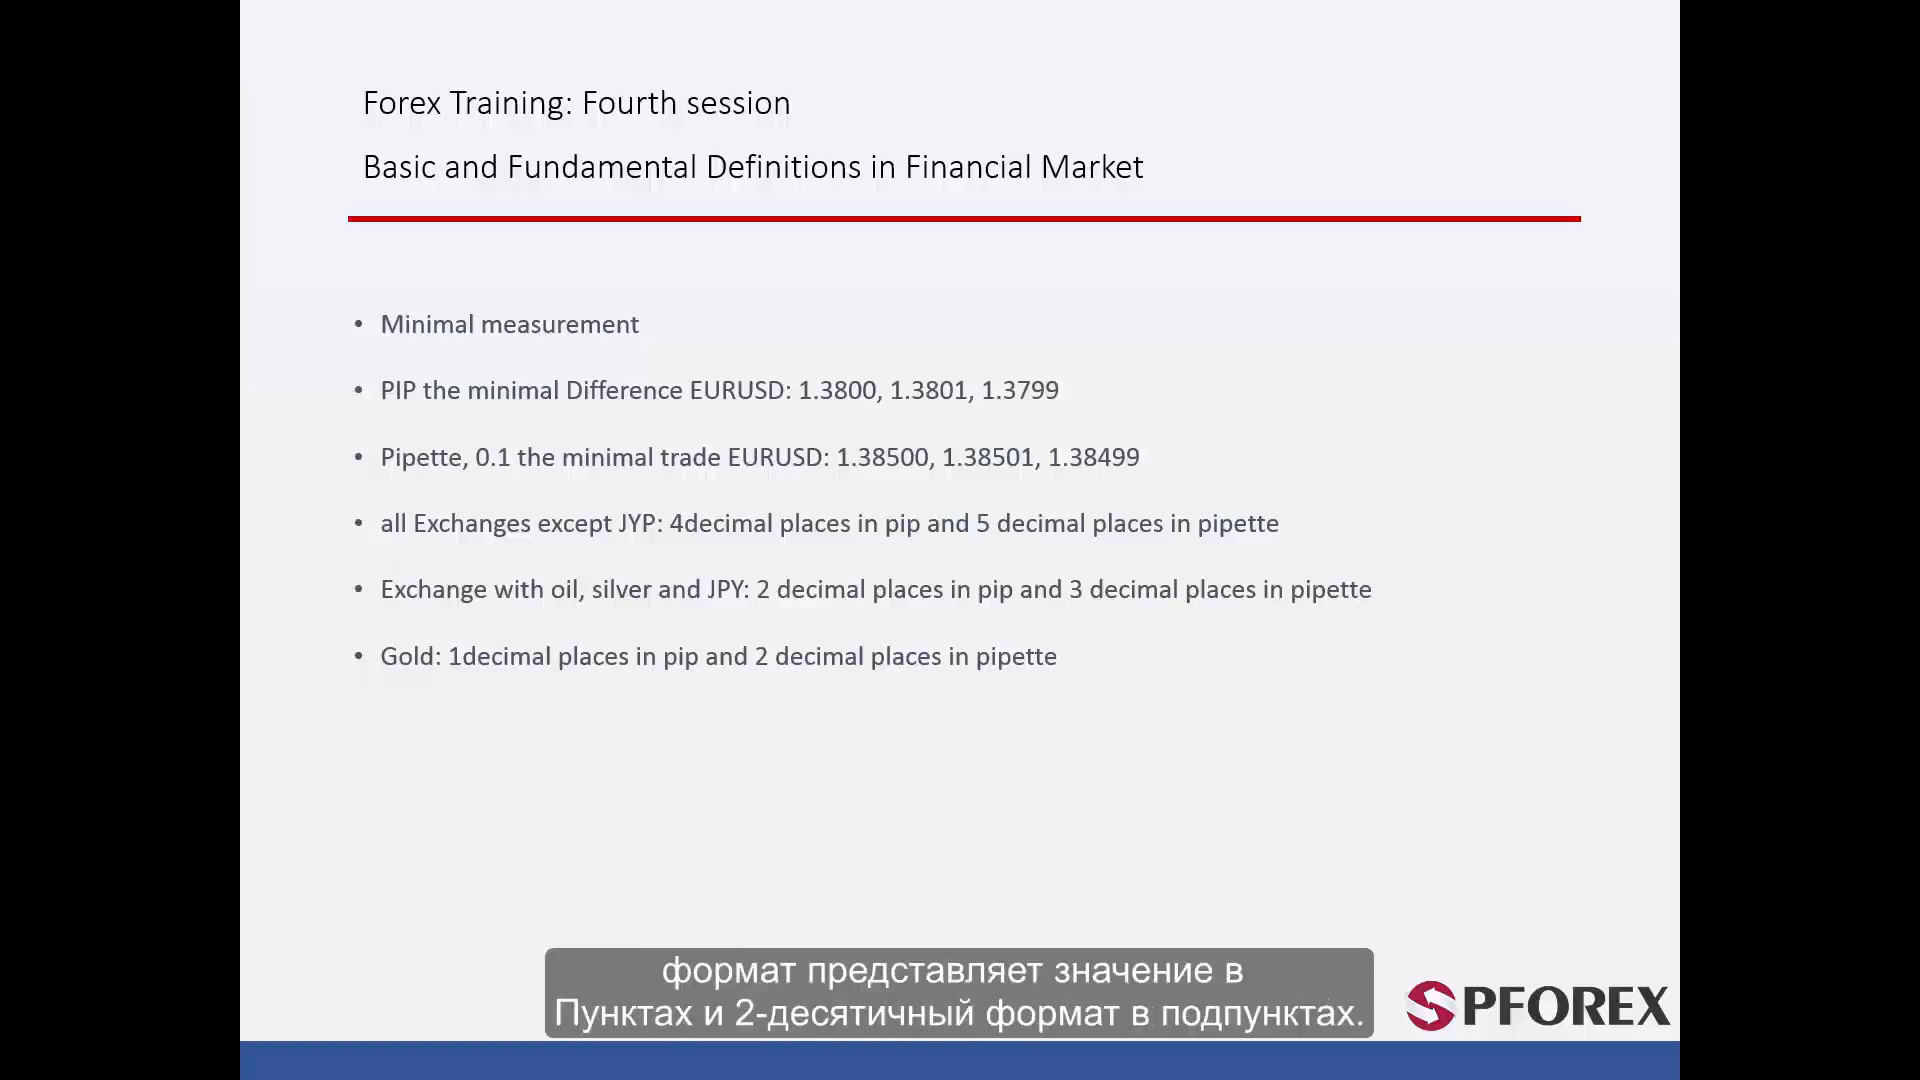 Forex Training: Fourth session
Basic and Fundamental Definitions in Financial Market
• Minimal measurement
• PIP the minimal Difference EURUSD: 1.3800, 1.3801, 1.3799
• Pipette, 0.1 the minimal trade EURUSD: 1.38500, 1.38501, 1.38499
• all Exchanges except JYP: 4decimal places in pip and 5 decimal places in pipette
• Exchange with oil, silver and JPY: 2 decimal places in pip and 3 decimal places in pipette
• Gold: 1decimal places in pip and 2 decimal places in pipette
формат представляет значение в
Пунктах и 2-десятичный формат в подпунктах.
PFOREX